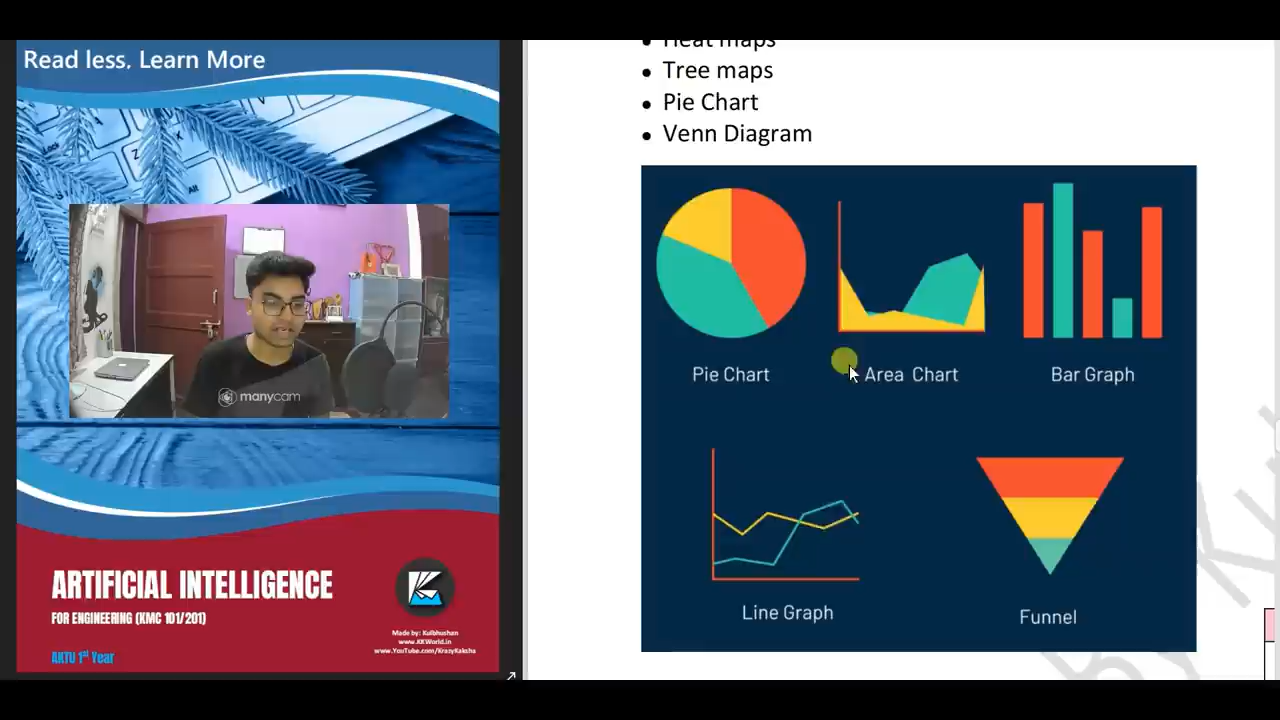 Read less, Learn More
manycam
ARTIFICIAL INTELLIGENCE
FOR ENGINEERING (KMC 101/201)
AKTU 1st Year
Made by: Kulbhushan
www.KKWorld.in
www.YouTube.com/KrazyKaksha
• Heat maps
• Tree maps
• Pie Chart
• Venn Diagram
Pie Chart
Area Chart
Bar Graph
Line Graph
Funnel